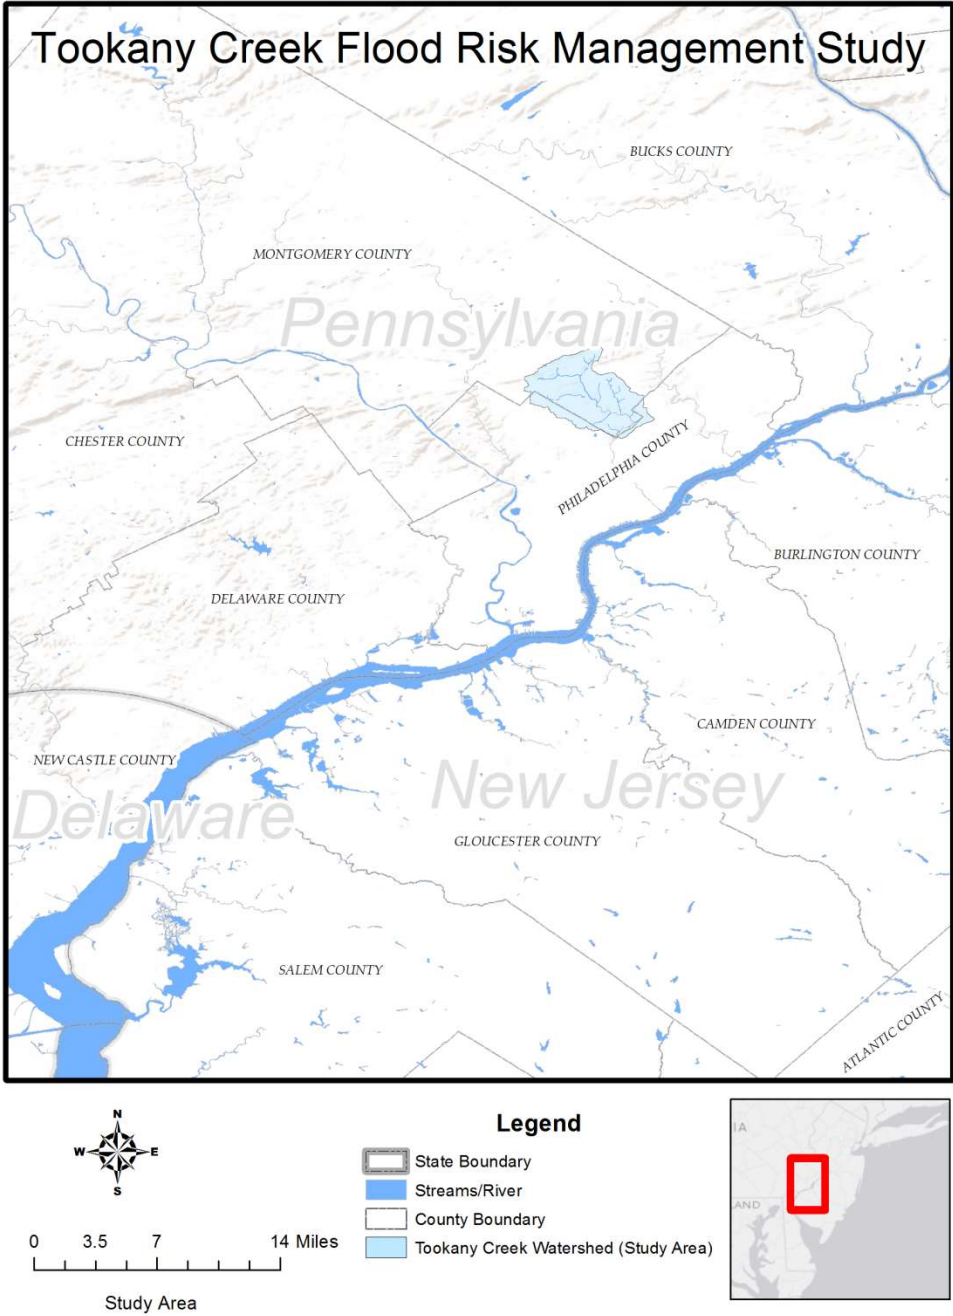 Tookany Creek Flood Risk Management Study
BUCKS COUNTY
MONTGOMERY COUNTY
Pennsylvania
CHESTER COUNTY
PHILADELPHIA COUNTY
BURLINGTON COUNTY
DELAWARE COUNTY
CAMDEN COUNTY
NEW CASTLE COUNTY
New Jersey
Delaware
GLOUCESTER COUNTY
SALEM COUNTY
ATLANTIC COUNTY
N
W E
S
0 3.5 7 14 Miles
Study Area
Legend
State Boundary
Streams/River
County Boundary
Tookany Creek Watershed (Study Area)
IA
LAND